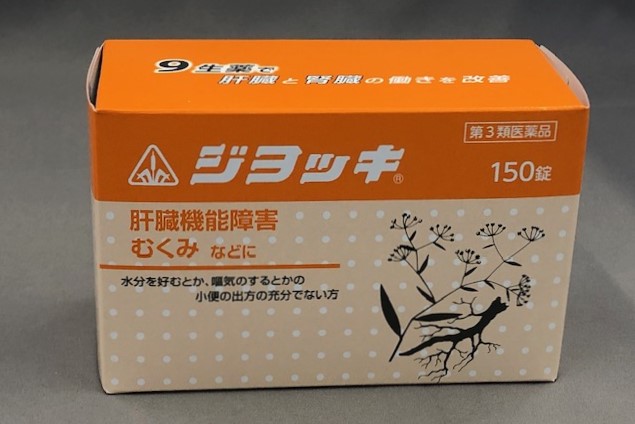 9生薬で
肝臓と腎臓の働きを改善
第3類医薬品
ジヨッキ®
150錠
肝臓機能障害
むくみ などに
水分を好むとか、嘔気のするとかの
小便の出方の充分でない方